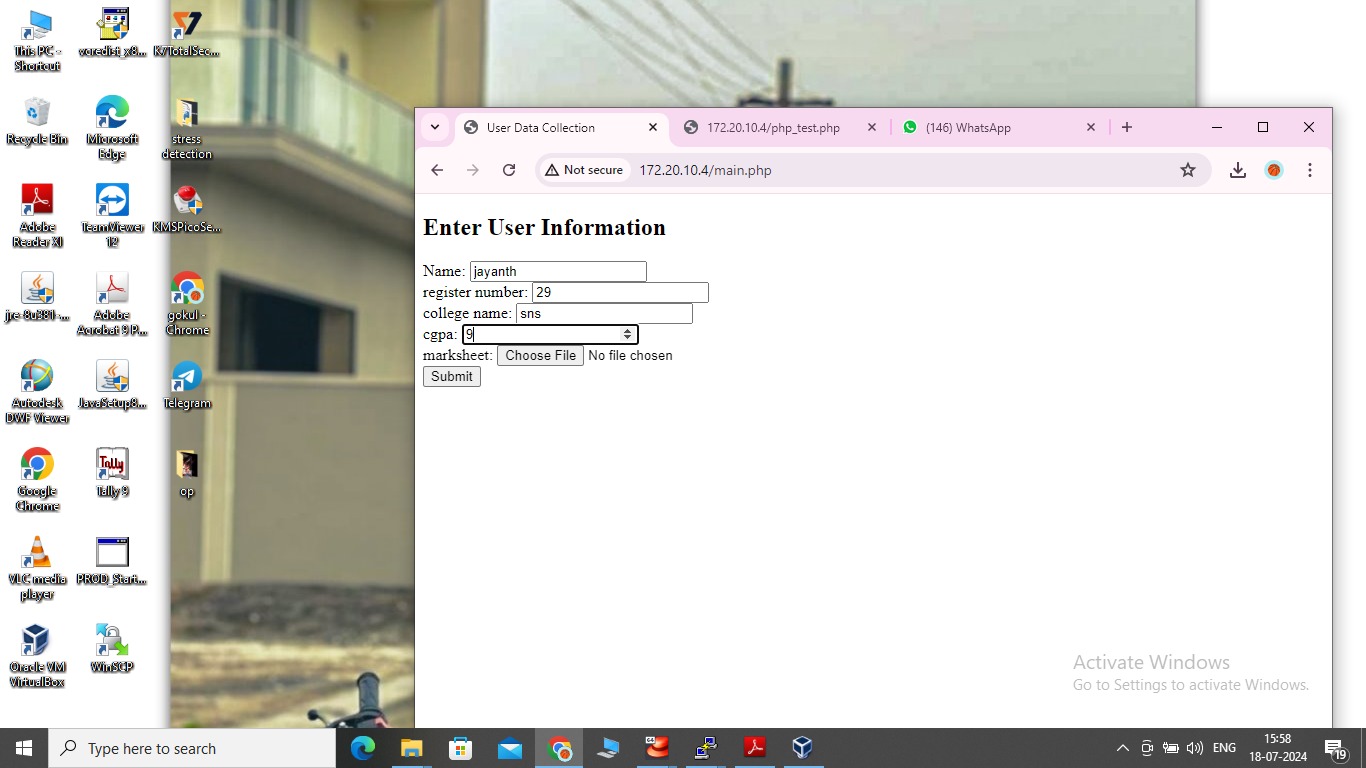 This PC - Shortcut
vcredist_x8...
K7TotalSec...
Recycle Bin
Microsoft Edge
stress detection
Adobe Reader XI
TeamViewer 12
KMSPicoSe...
jre-8u381-...
Adobe Acrobat 9 P...
gokul - Chrome
Autodesk DWF Viewer
JavaSetup8...
Telegram
Google Chrome
Tally 9
op
VLC media player
PROD_Start...
Oracle VM VirtualBox
WinSCP
User Data Collection
172.20.10.4/php_test.php
(146) WhatsApp
Not secure
172.20.10.4/main.php
Enter User Information
Name: jayanth
register number: 29
college name: sns
cgpa: 9
marksheet: Choose File No file chosen
Submit
Activate Windows
Go to Settings to activate Windows.
Type here to search
64
ENG
15:58
18-07-2024
19